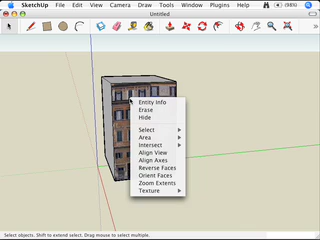 SketchUp File Edit View Camera Draw Tools Window Plugins Help (98%)
Untitled
Entity Info
Erase
Hide
Select
Area
Intersect
Align View
Align Axes
Reverse Faces
Orient Faces
Zoom Extents
Texture
Select objects. Shift to extend select. Drag mouse to select multiple.